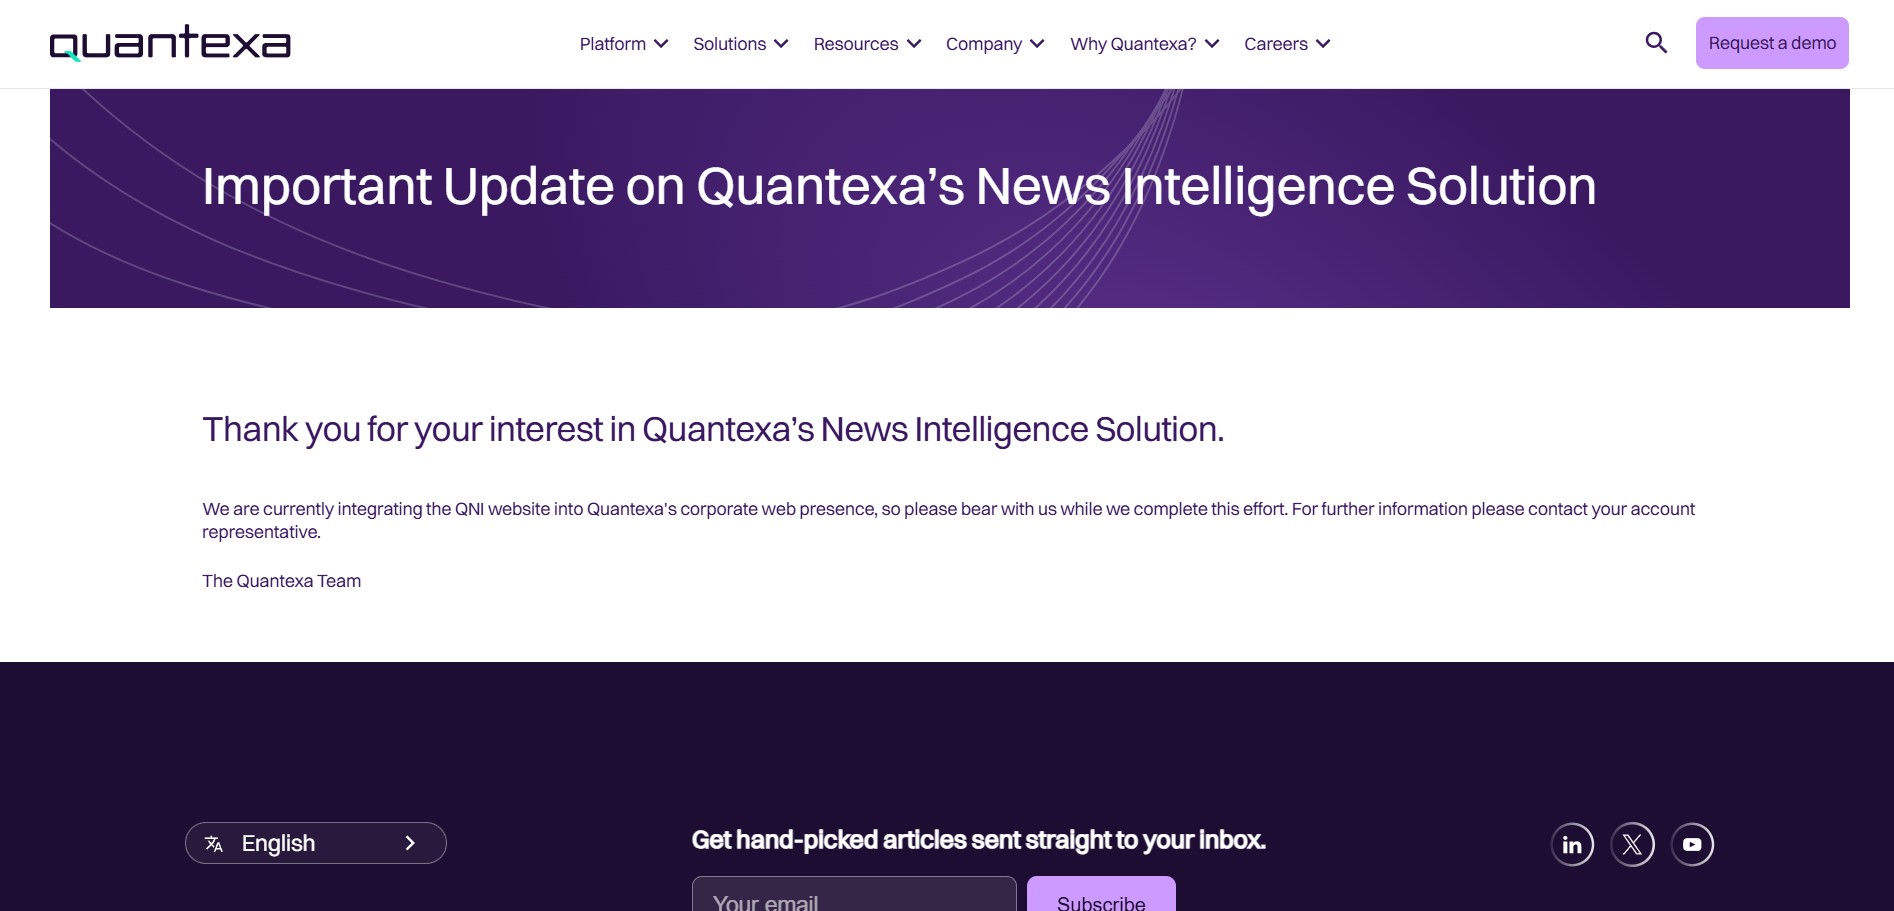 quantexa
Platform
Solutions
Resources
Company
Why Quantexa?
Careers
Request a demo
Important Update on Quantexa’s News Intelligence Solution
Thank you for your interest in Quantexa’s News Intelligence Solution.
We are currently integrating the QNI website into Quantexa's corporate web presence, so please bear with us while we complete this effort. For further information please contact your account
representative.
The Quantexa Team
English
Get hand-picked articles sent straight to your inbox.
Your email
Subscribe